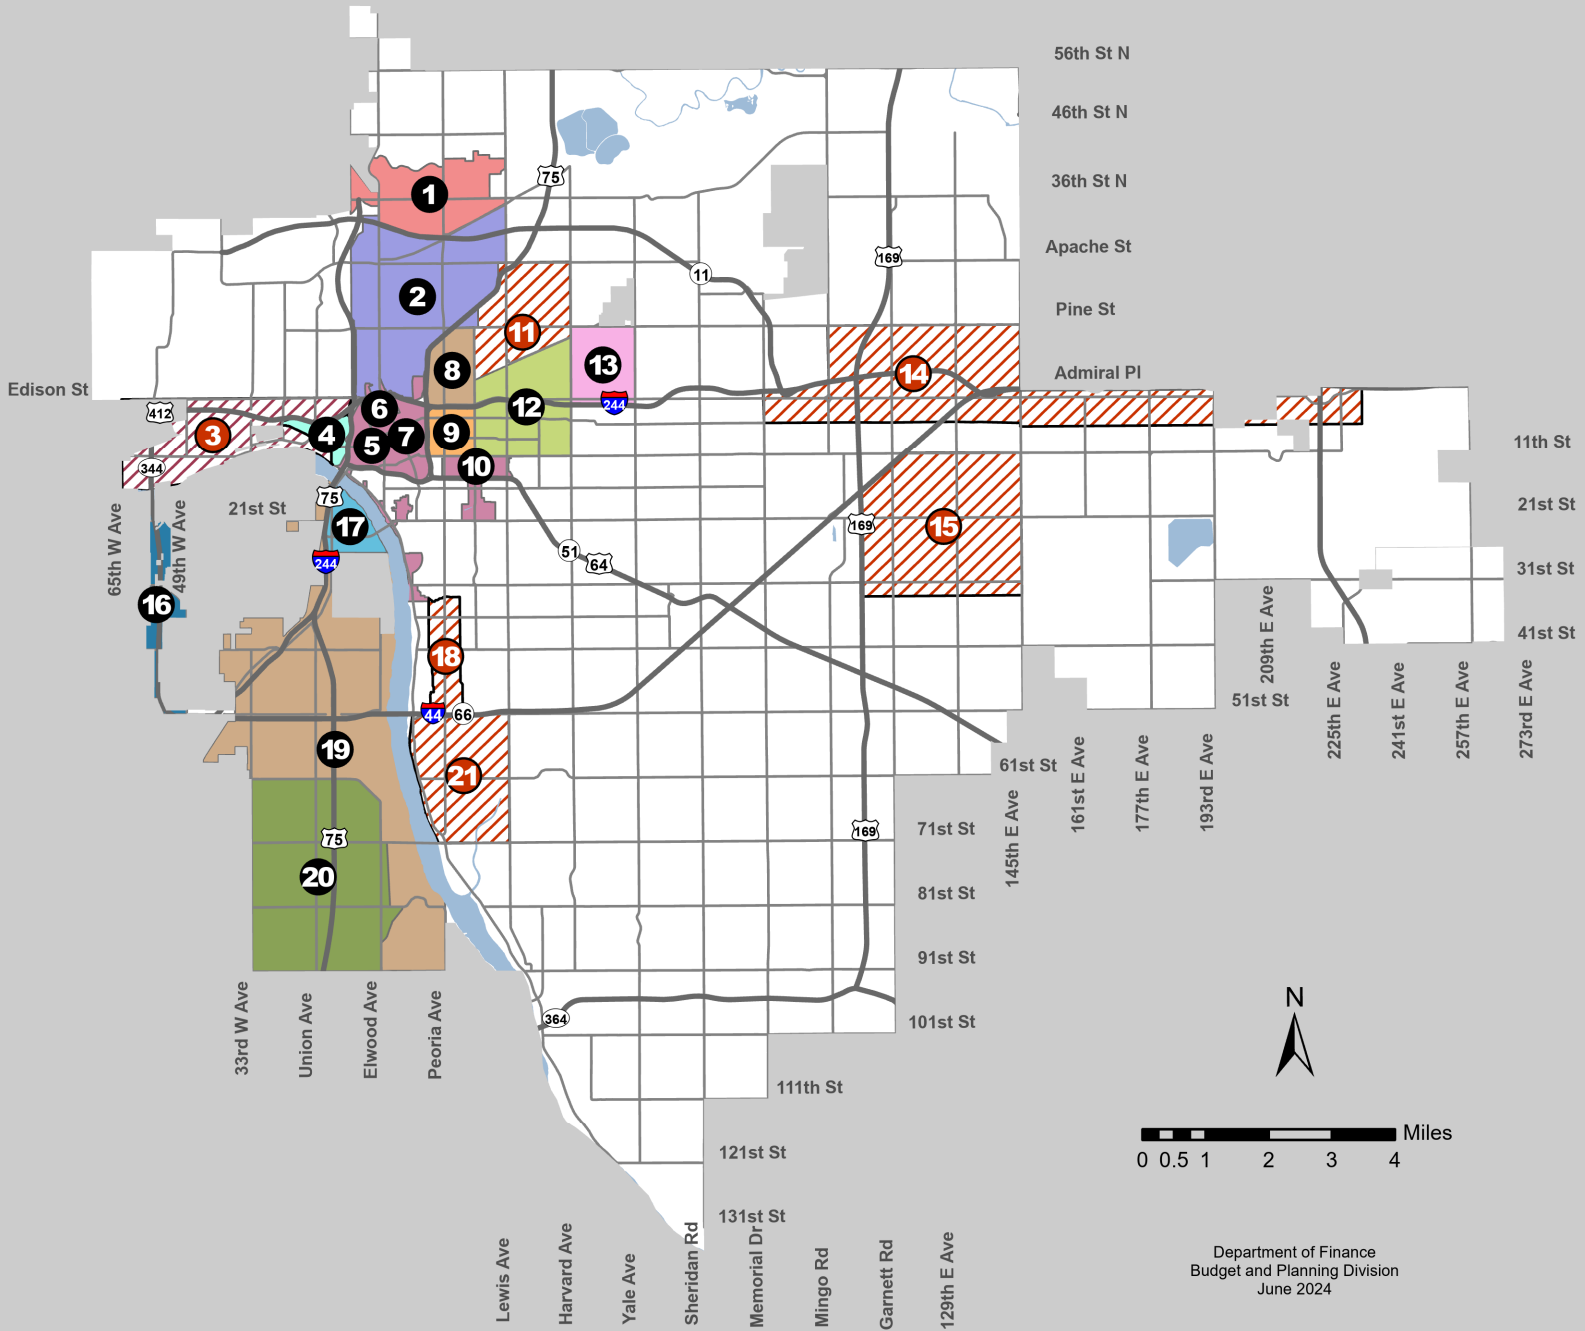 56th St N
46th St N
75
36th St N
1
Apache St
169
11
2
Pine St
11
13
8
14
Admiral Pl
Edison St
244
6
12
412
3
4
5
7
9
11th St
10
344
75
21st St
21st St
17
169
15
51
64
244
31st St
65th W Ave
49th W Ave
16
209th E Ave
41st St
18
51st St
44
66
225th E Ave
241st E Ave
257th E Ave
273rd E Ave
19
21
61st St
161st E Ave
177th E Ave
193rd E Ave
145th E Ave
75
169
71st St
20
81st St
91st St
33rd W Ave
Union Ave
Elwood Ave
Peoria Ave
364
101st St
N
111th St
Miles
0 0.5 1 2 3 4
121st St
131st St
Lewis Ave
Harvard Ave
Yale Ave
Sheridan Rd
Memorial Dr
Mingo Rd
Garnett Rd
129th E Ave
Department of Finance
Budget and Planning Division
June 2024